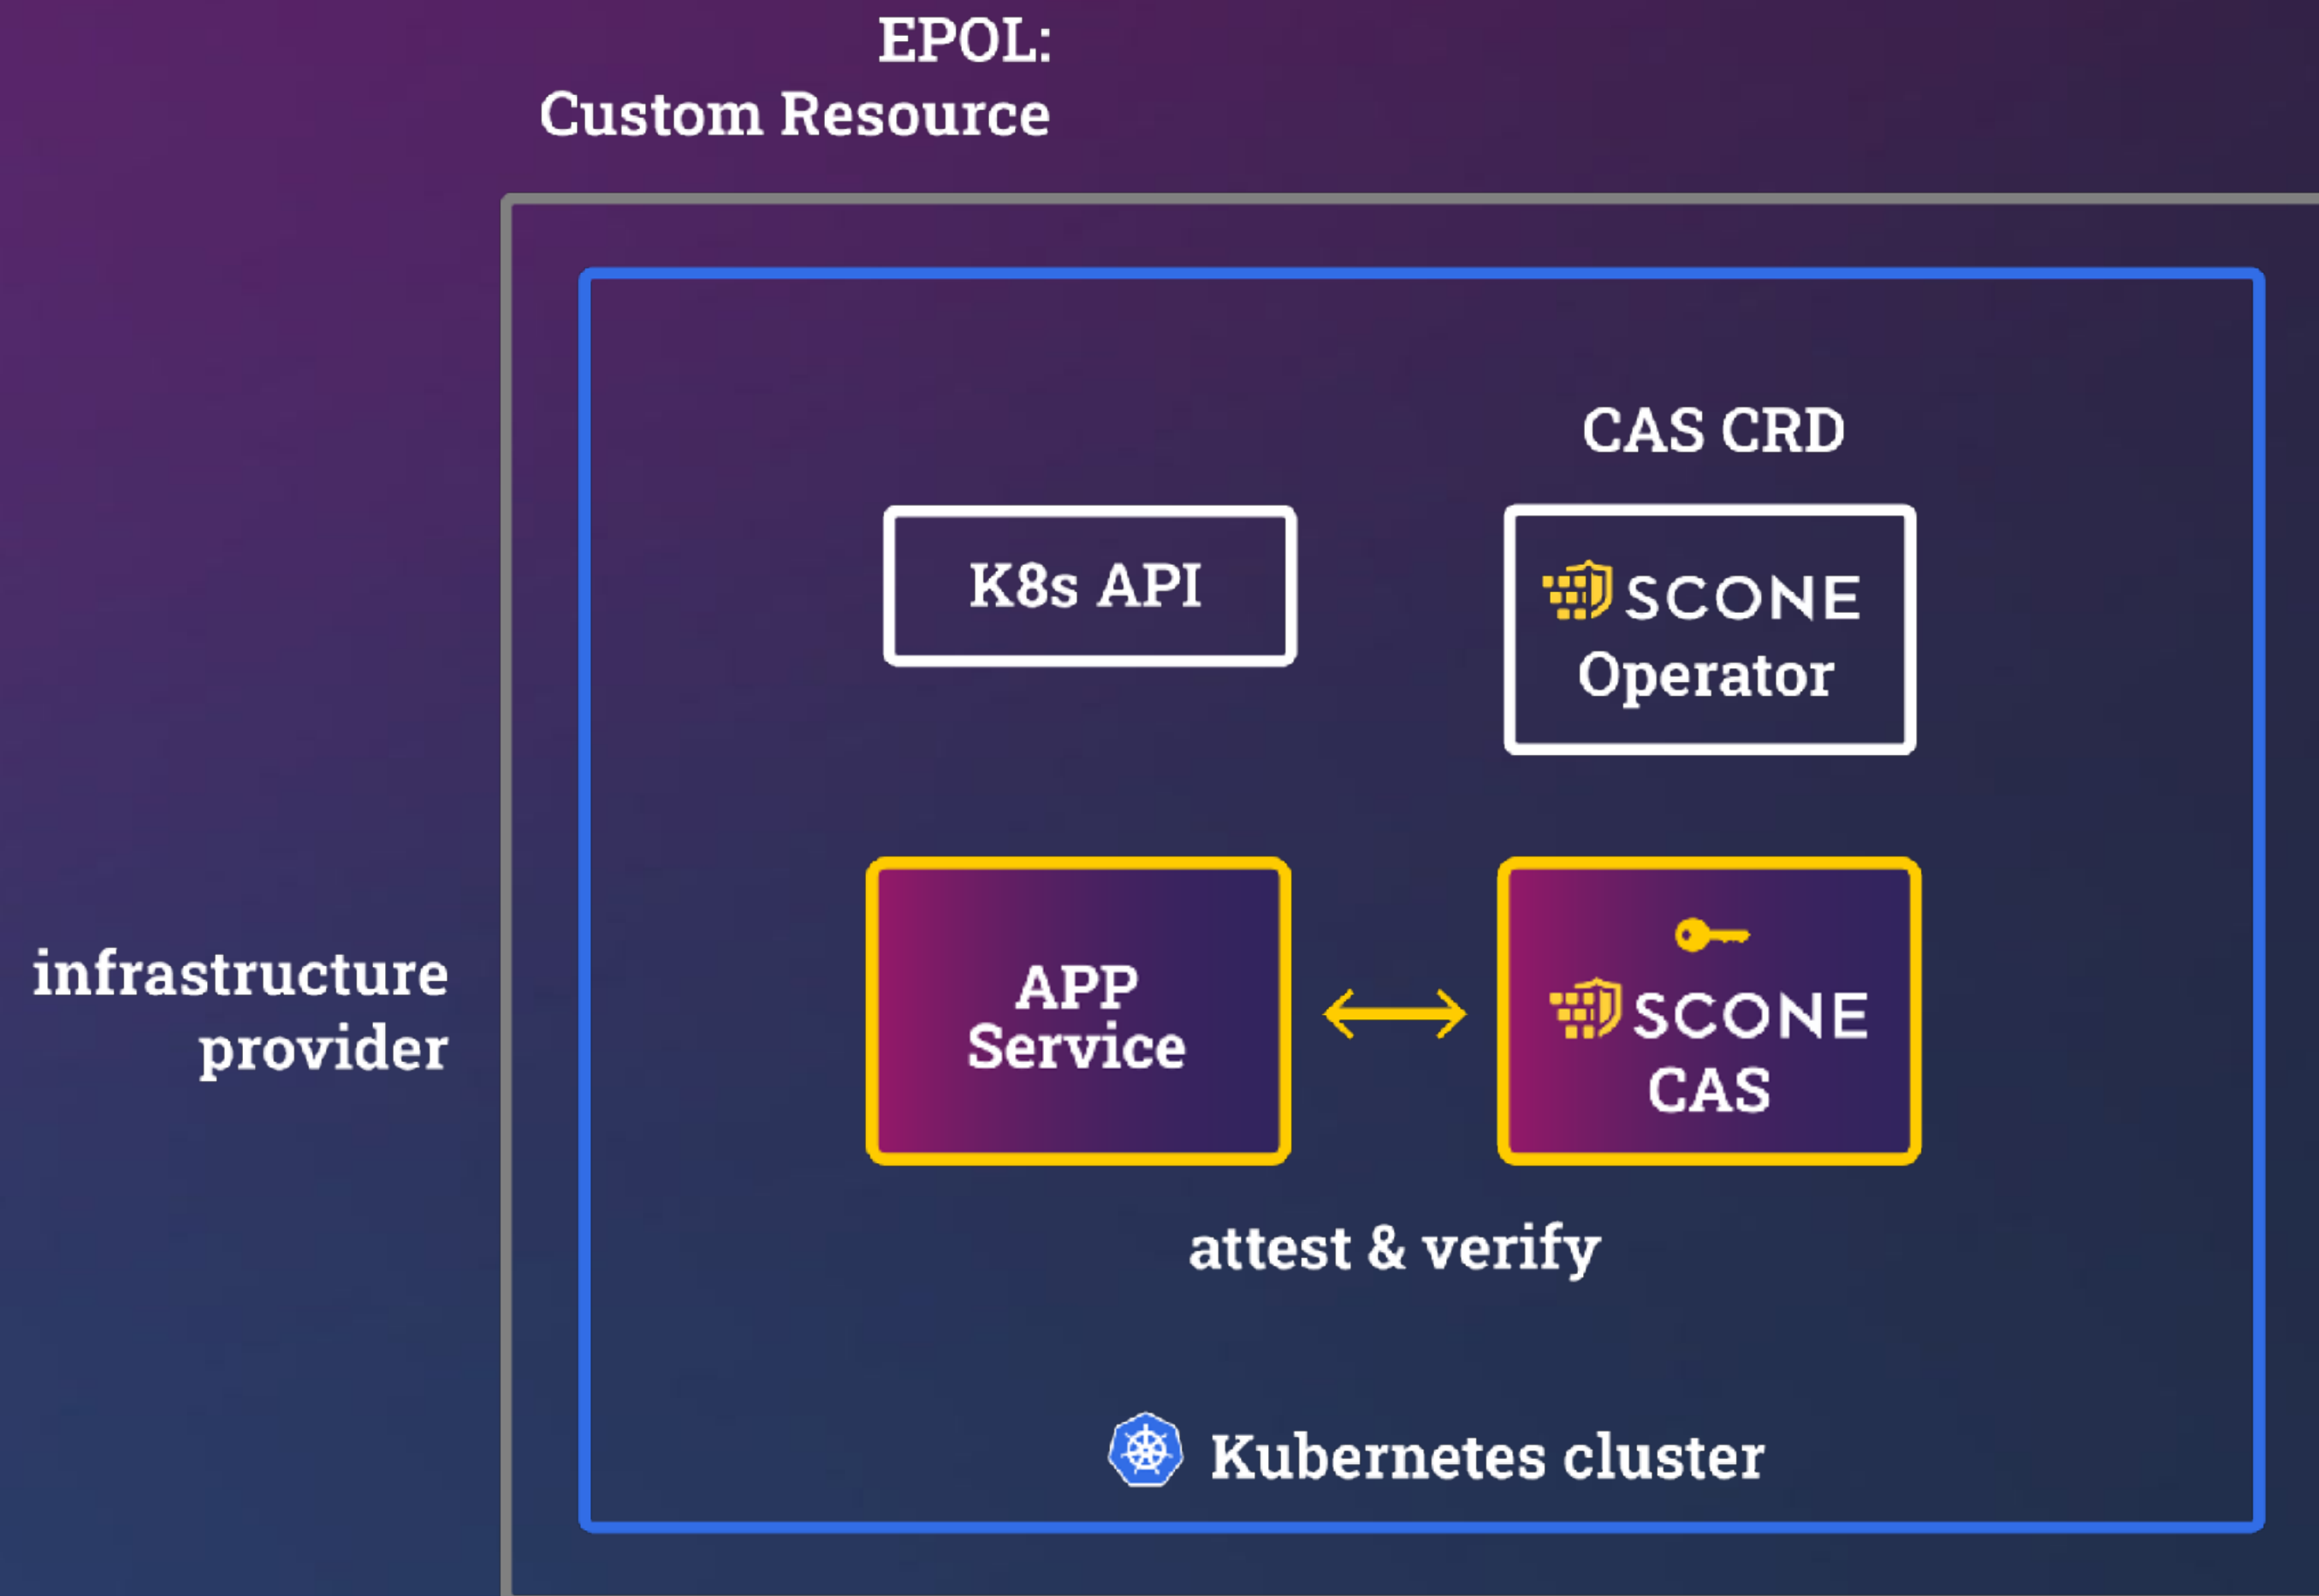 EPOL:
Custom Resource
CAS CRD
K8s API
SCONE
Operator
infrastructure
provider
APP
Service
SCONE
CAS
attest & verify
Kubernetes cluster